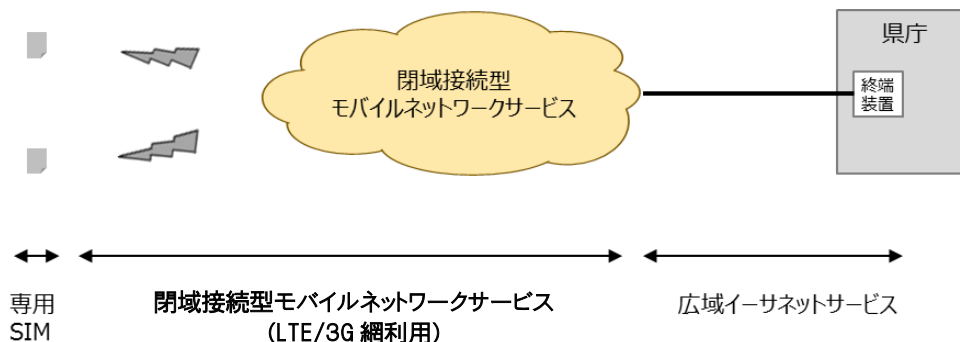 県庁
閉域接続型
モバイルネットワークサービス
終端
装置
専用
SIM
閉域接続型モバイルネットワークサービス
(LTE/3G 網利用)
広域イーサネットサービス